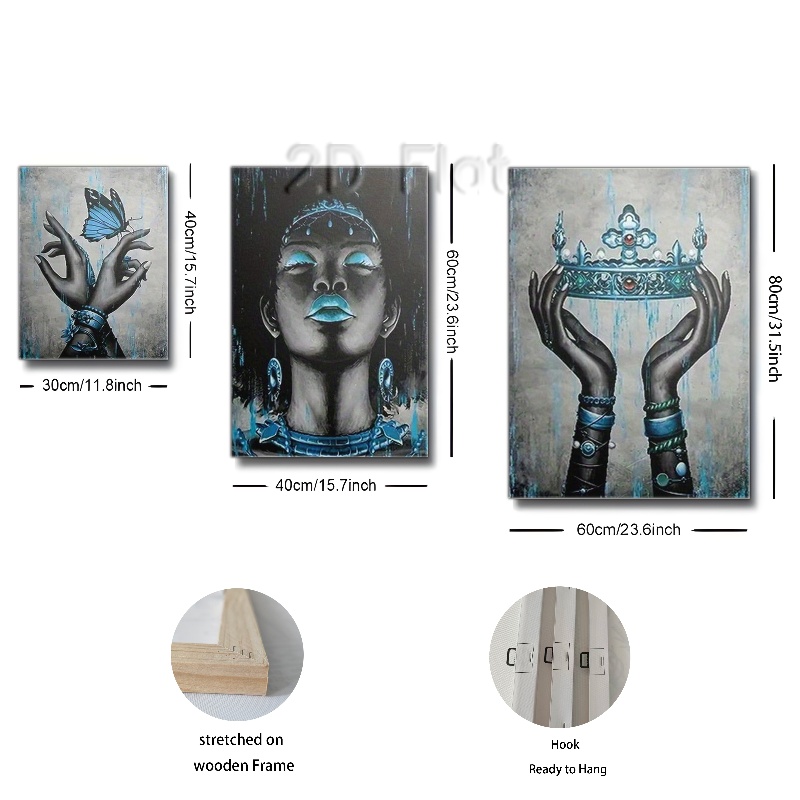 2D Flat
40cm/15.7inch
30cm/11.8inch
60cm/23.6inch
40cm/15.7inch
80cm/31.5inch
60cm/23.6inch
stretched on
wooden Frame
Hook
Ready to Hang